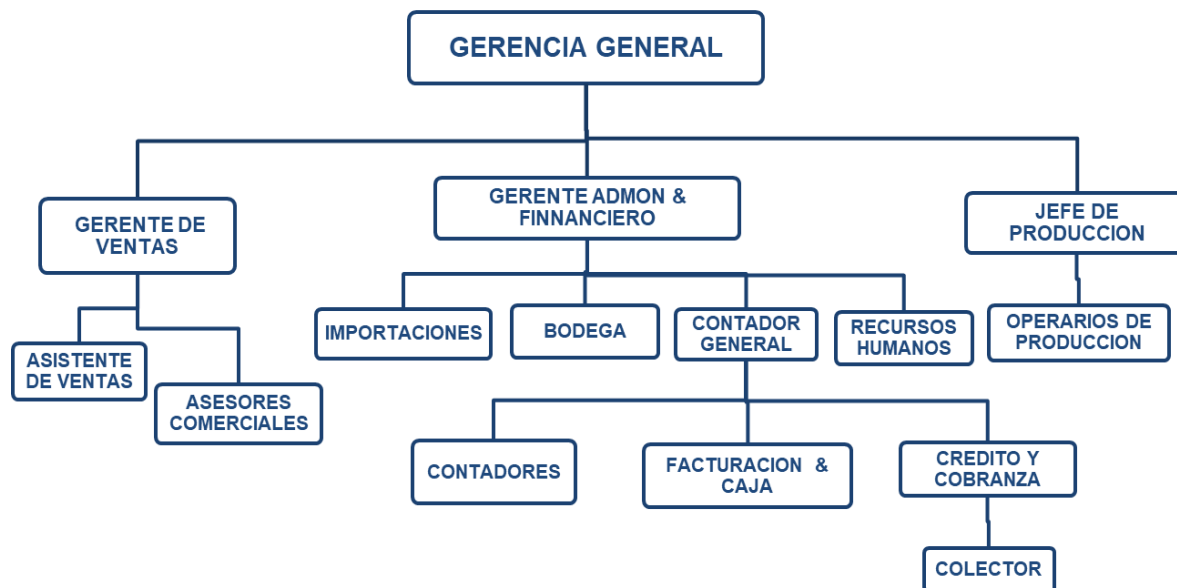 GERENCIA GENERAL
GERENTE ADMON &
FINNANCIERO
GERENTE DE
VENTAS
JEFE DE
PRODUCCION
IMPORTACIONES
BODEGA
CONTADOR
GENERAL
RECURSOS
HUMANOS
OPERARIOS DE
PRODUCCION
ASISTENTE
DE VENTAS
ASESORES
COMERCIALES
CONTADORES
FACTURACION &
CAJA
CREDITO Y
COBRANZA
COLECTOR